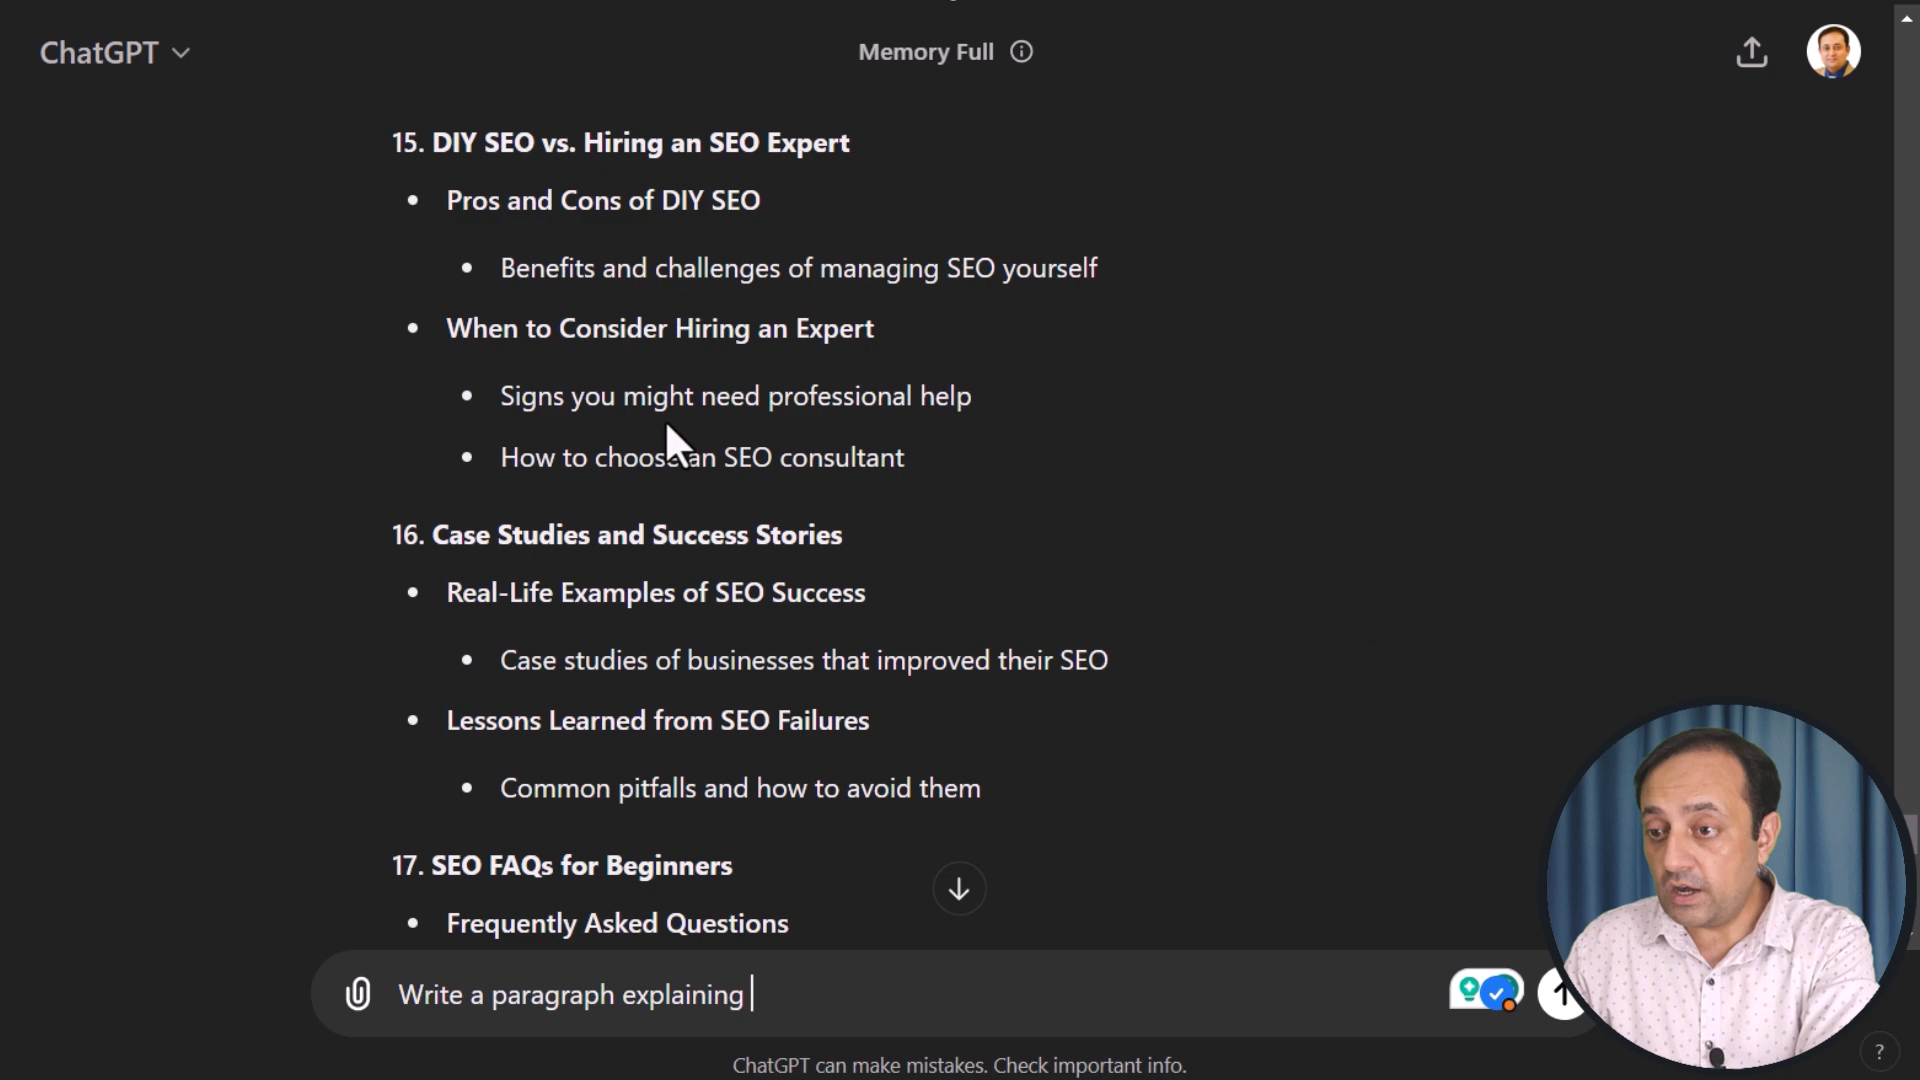 ChatGPT
Memory Full
15. DIY SEO vs. Hiring an SEO Expert
• Pros and Cons of DIY SEO
• Benefits and challenges of managing SEO yourself
• When to Consider Hiring an Expert
• Signs you might need professional help
• How to choose an SEO consultant
16. Case Studies and Success Stories
• Real-Life Examples of SEO Success
• Case studies of businesses that improved their SEO
• Lessons Learned from SEO Failures
• Common pitfalls and how to avoid them
17. SEO FAQs for Beginners
• Frequently Asked Questions
Write a paragraph explaining
ChatGPT can make mistakes. Check important info.
?